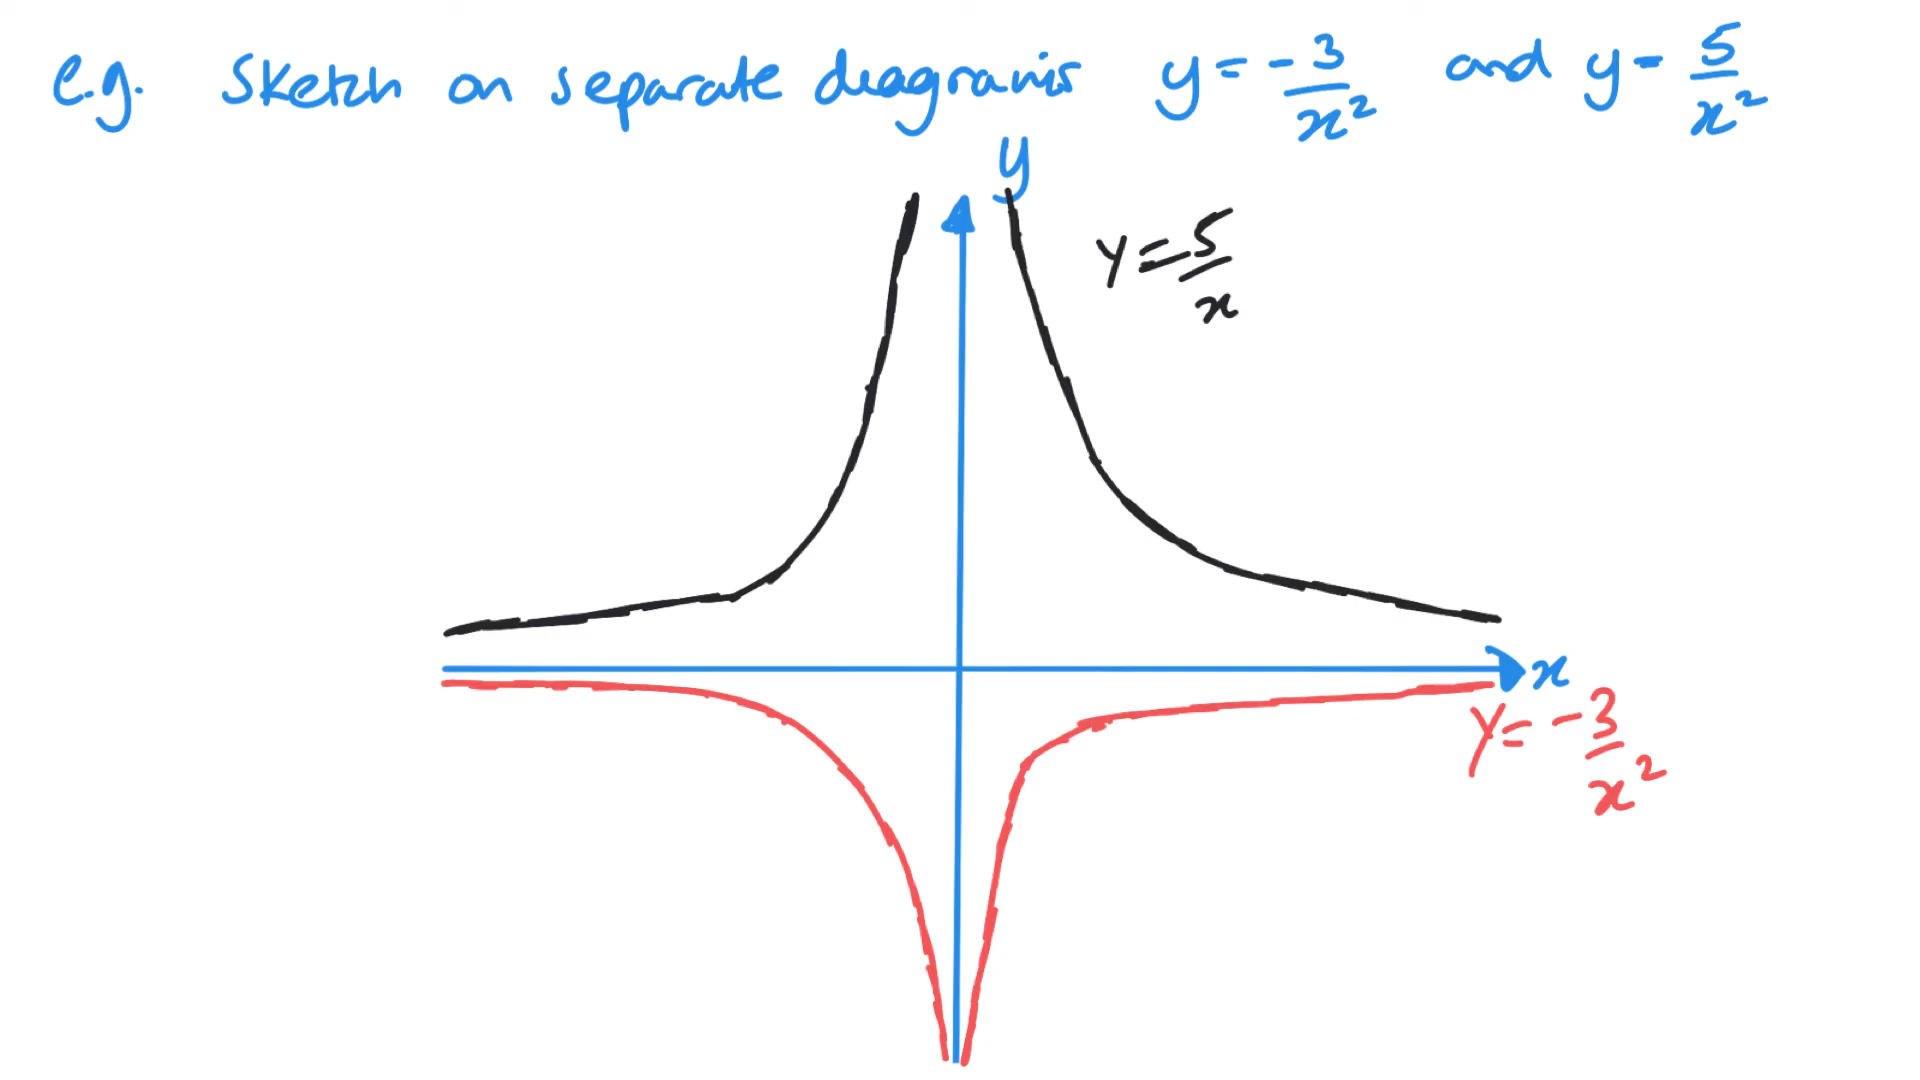 e.g. Sketch on separate diagrams y = -3/x² and y = 5/x²
y
y = 5/x
x
y = -3/x²